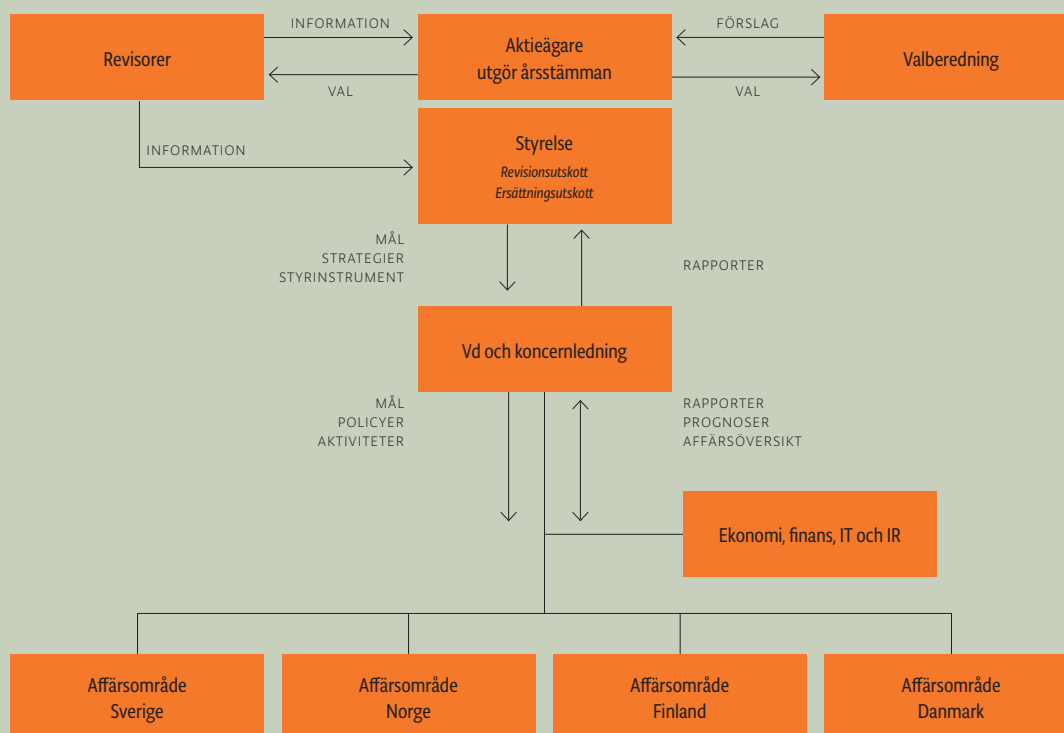 INFORMATION
FÖRSLAG
Revisorer
Aktieägare
utgör årsstämman
Valberedning
VAL
VAL
INFORMATION
Styrelse
Revisionsutskott
Ersättningsutskott
MÅL
STRATEGIER
STYRINSTRUMENT
RAPPORTER
Vd och koncernledning
MÅL
POLICYER
AKTIVITETER
RAPPORTER
PROGNOSER
AFFÄRSÖVERSIKT
Ekonomi, finans, IT och IR
Affärsområde
Sverige
Affärsområde
Norge
Affärsområde
Finland
Affärsområde
Danmark